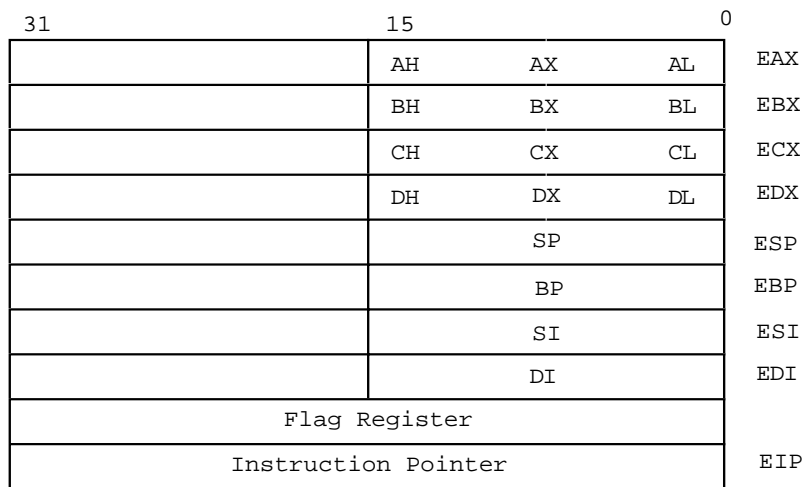 31 15 0
AH AX AL EAX
BH BX BL EBX
CH CX CL ECX
DH DX DL EDX
SP ESP
BP EBP
SI ESI
DI EDI
Flag Register
Instruction Pointer EIP